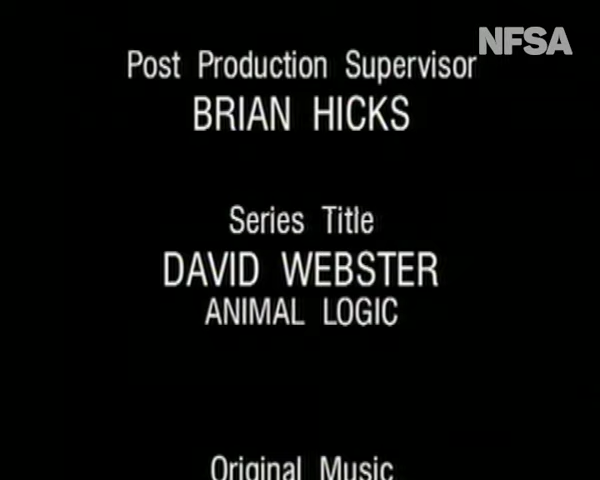 NFSA
Post Production Supervisor
BRIAN HICKS
Series Title
DAVID WEBSTER
ANIMAL LOGIC
Original Music